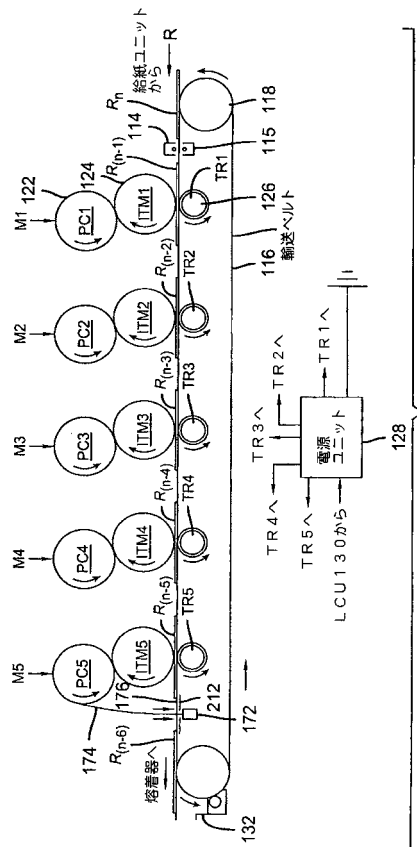 M5 M4 M3 M2 M1
PC5 PC4 PC3 PC2 PC1
122
174
ITM5 ITM4 ITM3 ITM2 ITM1
124
176
R(n-6) R(n-5) R(n-4) R(n-3) R(n-2) R(n-1) Rn
114
給紙ユニットから
R
熔着器へ
212
172
TR5 TR4 TR3 TR2 TR1
126
115
118
132
116
輸送ベルト
TR5へ
TR4へ
TR3へ
TR2へ
TR1へ
電源
ユニット
LCU130から
128